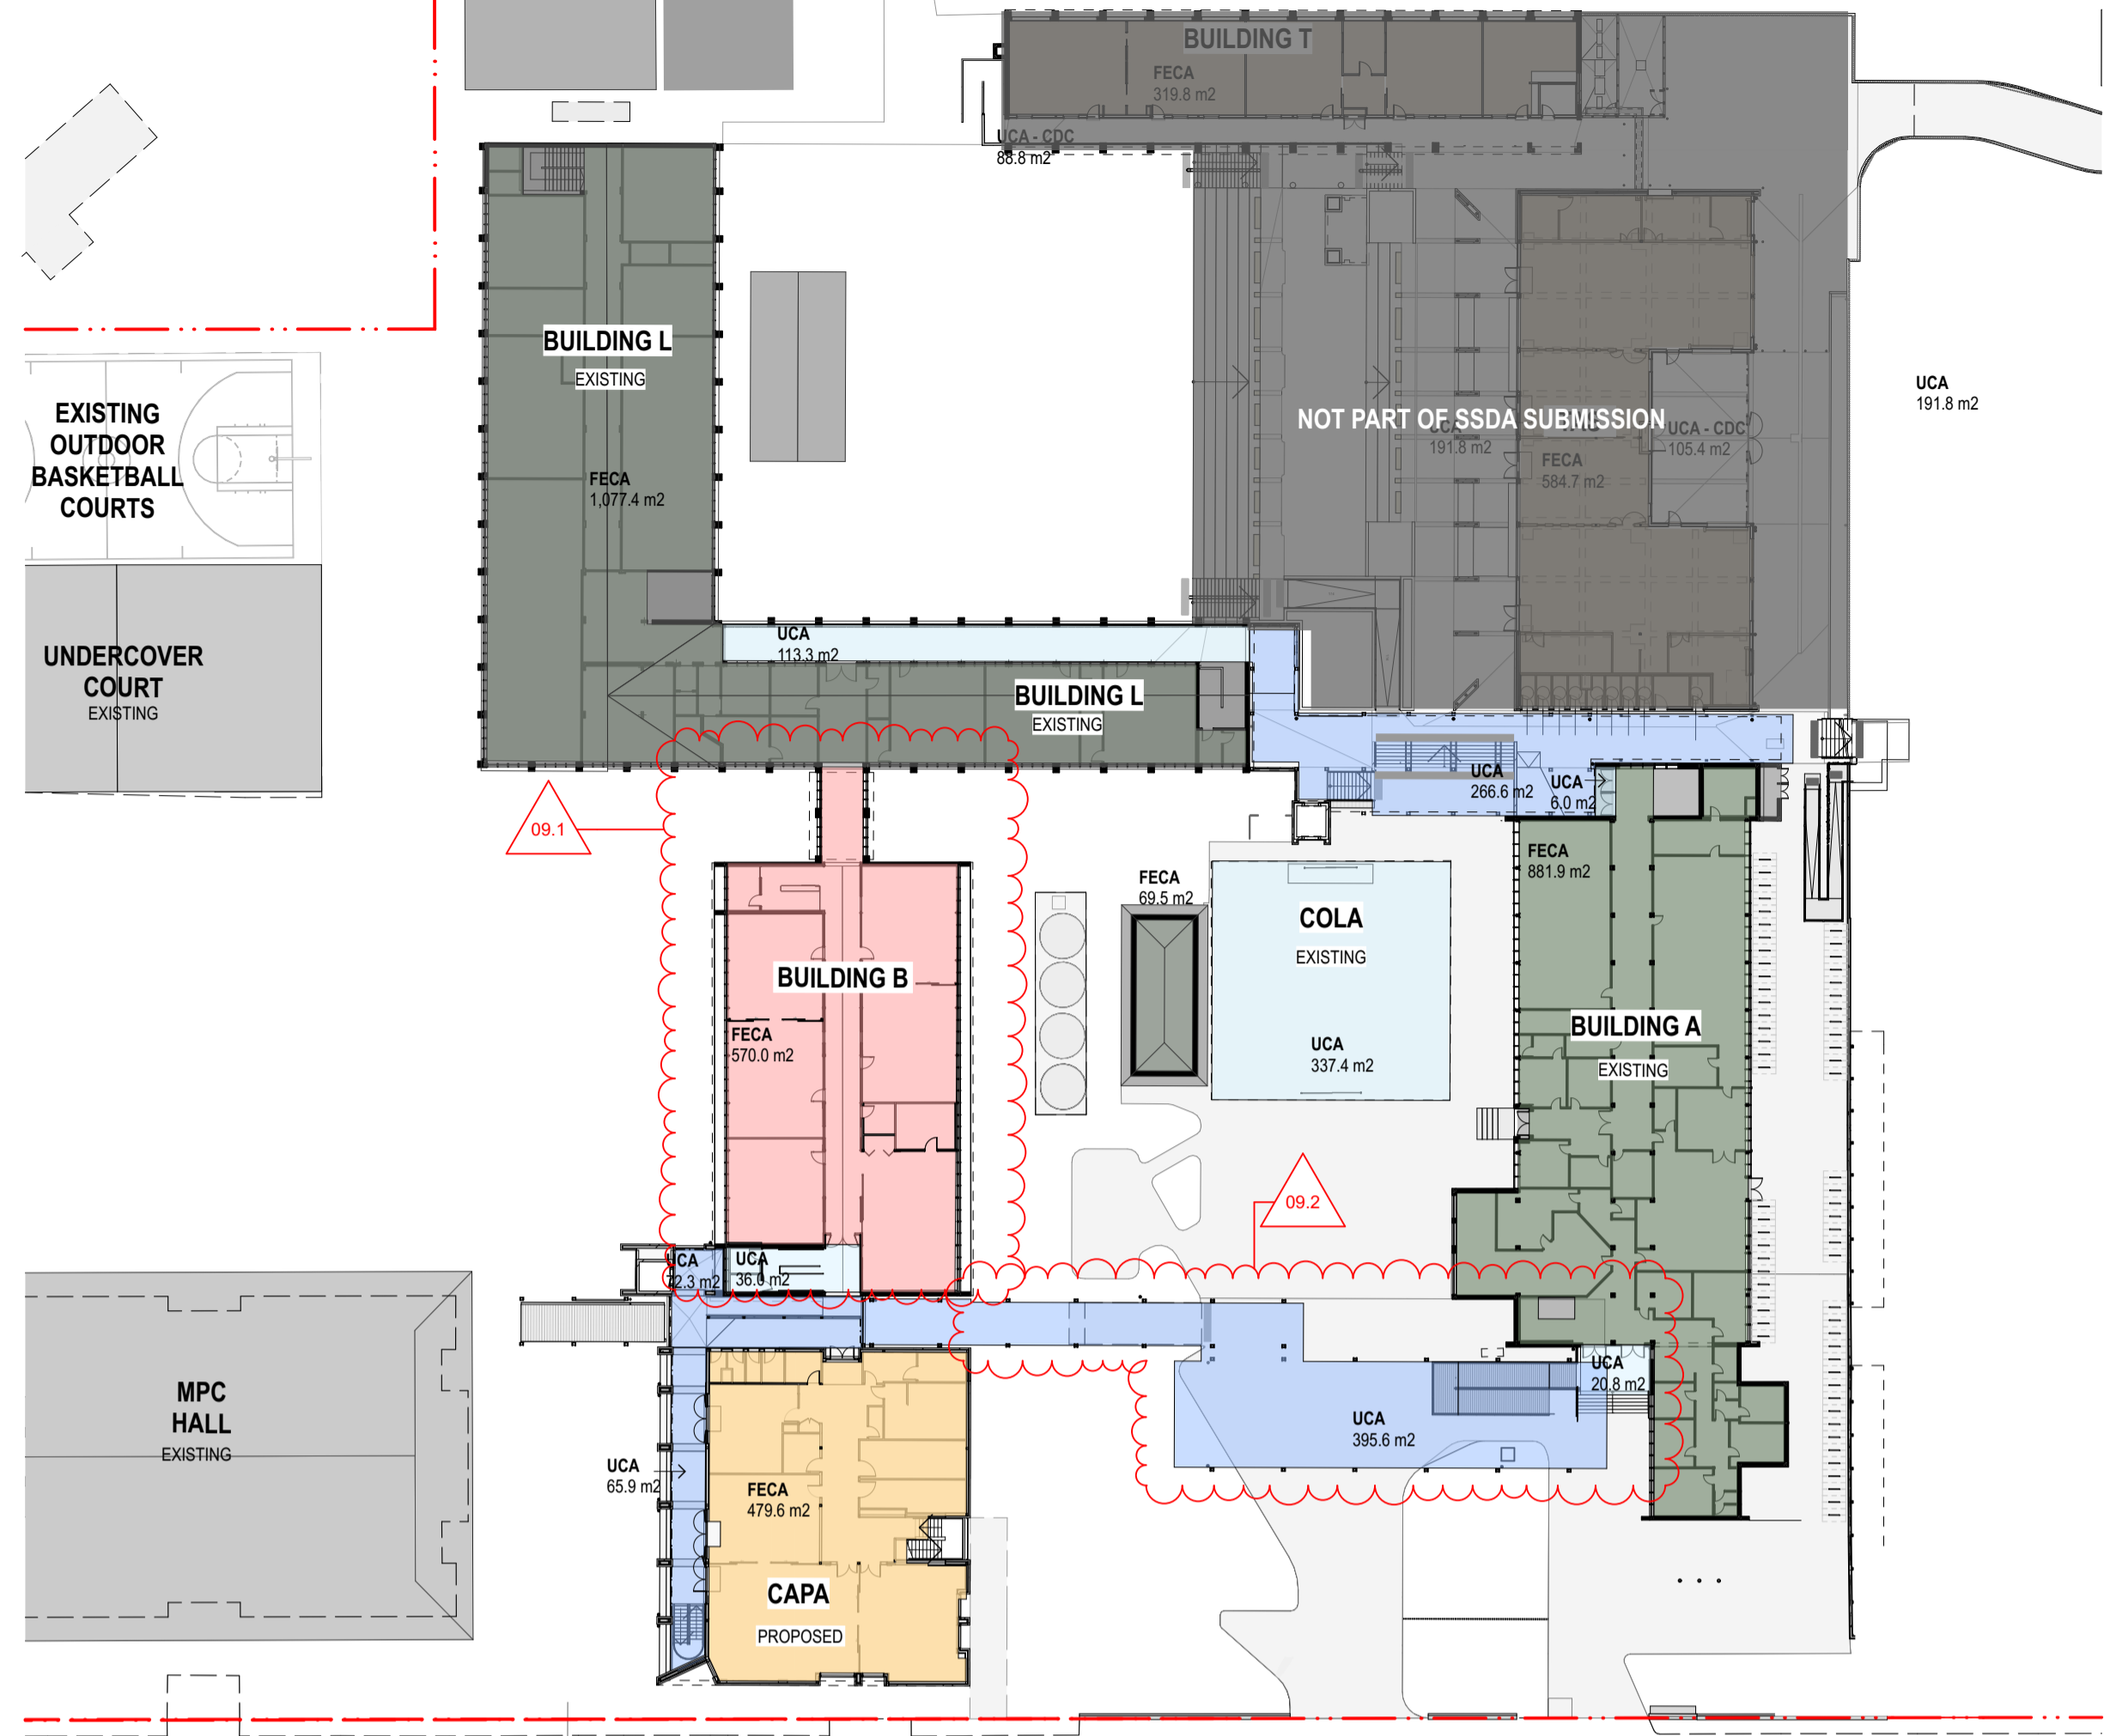 BUILDING T
FECA
319.8 m2
UCA - CDC
88.8 m2
BUILDING L
EXISTING
FECA
1,077.4 m2
EXISTING
OUTDOOR
BASKETBALL
COURTS
UNDERCOVER
COURT
EXISTING
NOT PART OF SSDA SUBMISSION
UCA
191.8 m2
FECA
584.7 m2
UCA - CDC
105.4 m2
UCA
191.8 m2
UCA
113.3 m2
BUILDING L
EXISTING
UCA
266.6 m2
UCA
6.0 m2
09.1
FECA
881.9 m2
FECA
69.5 m2
COLA
EXISTING
UCA
337.4 m2
BUILDING B
FECA
570.0 m2
BUILDING A
EXISTING
09.2
UCA
36.0 m2
72.3 m2
UCA
20.8 m2
UCA
395.6 m2
MPC
HALL
EXISTING
UCA
65.9 m2
FECA
479.6 m2
CAPA
PROPOSED